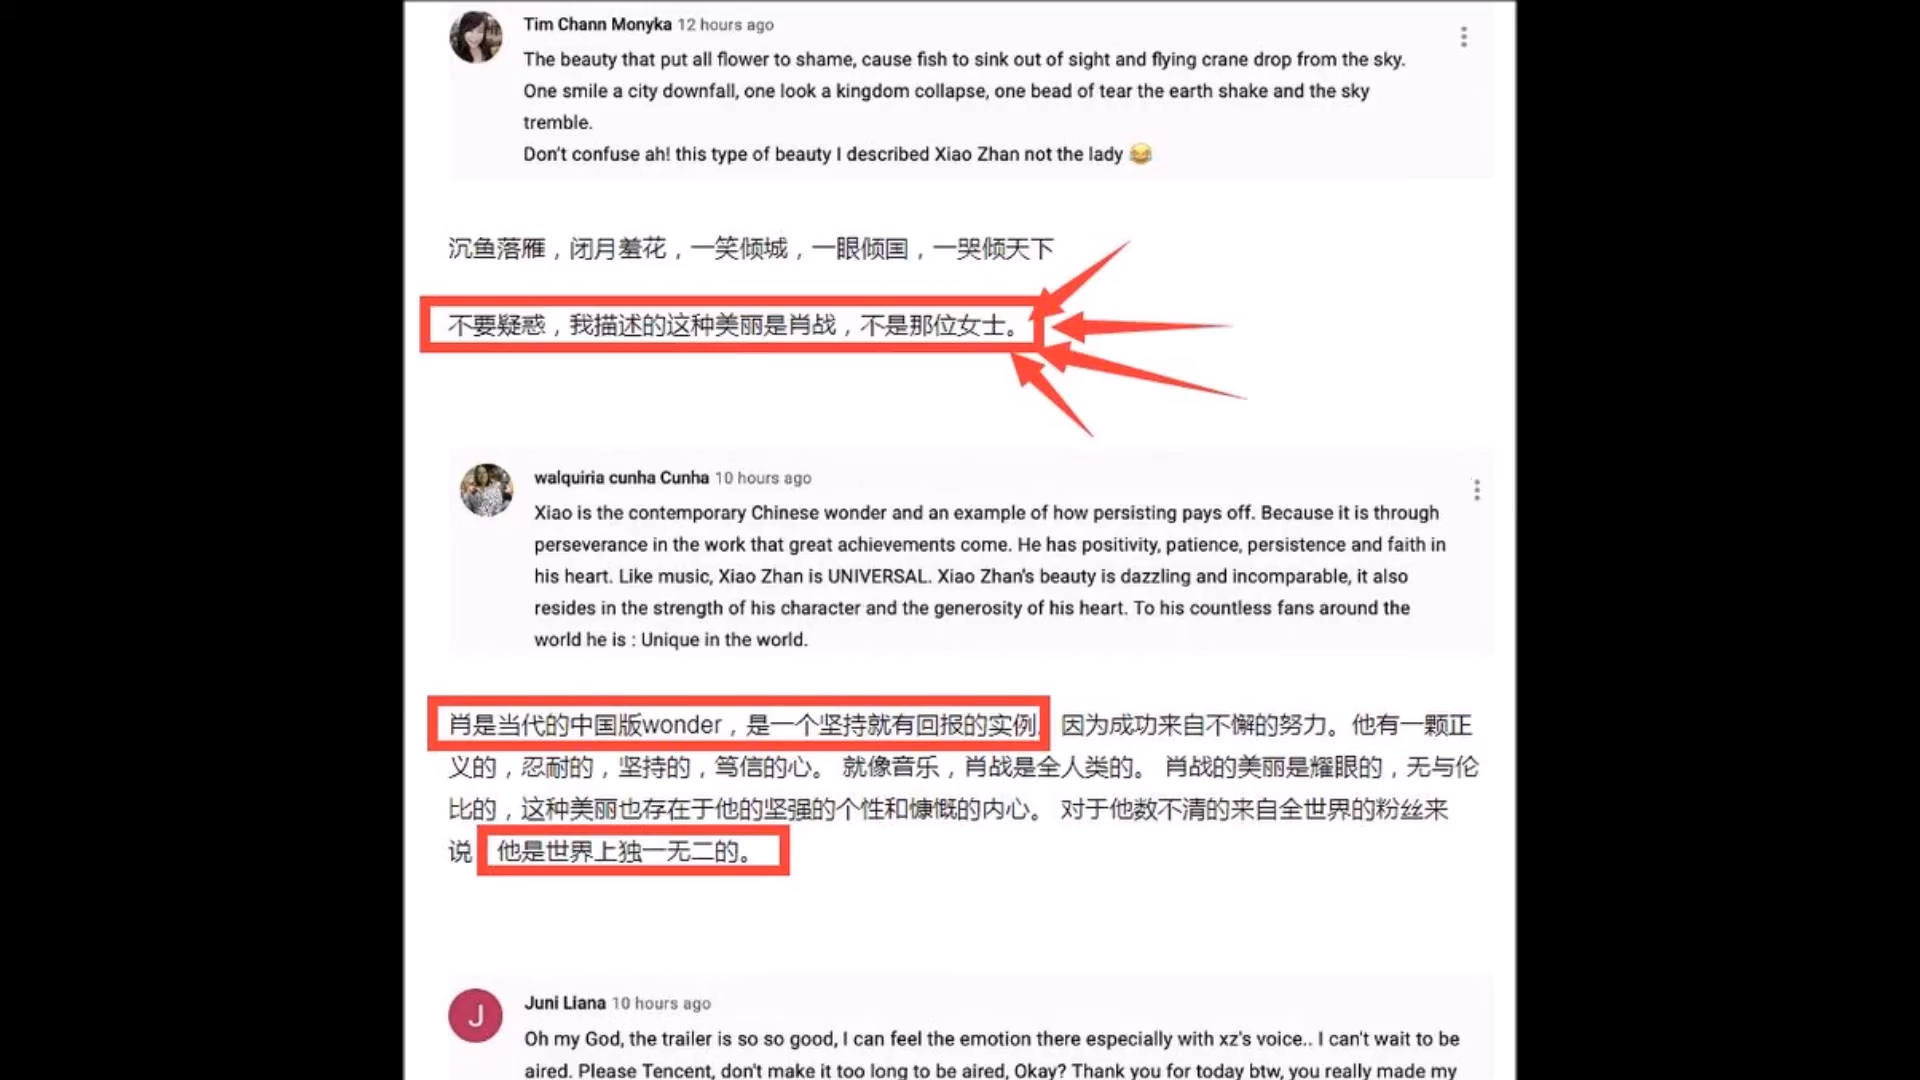 Tim Chann Monyka 12 hours ago
The beauty that put all flower to shame, cause fish to sink out of sight and flying crane drop from the sky.
One smile a city downfall, one look a kingdom collapse, one bead of tear the earth shake and the sky
tremble.
Don't confuse ah! this type of beauty I described Xiao Zhan not the lady 😂
沉鱼落雁，闭月羞花，一笑倾城，一眼倾国，一哭倾天下
不要疑惑，我描述的这种美丽是肖战，不是那位女士。
walquiria cunha Cunha 10 hours ago
Xiao is the contemporary Chinese wonder and an example of how persisting pays off. Because it is through
perseverance in the work that great achievements come. He has positivity, patience, persistence and faith in
his heart. Like music, Xiao Zhan is UNIVERSAL. Xiao Zhan's beauty is dazzling and incomparable, it also
resides in the strength of his character and the generosity of his heart. To his countless fans around the
world he is : Unique in the world.
肖是当代的中国版wonder，是一个坚持就有回报的实例. 因为成功来自不懈的努力。他有一颗正
义的，忍耐的，坚持的，笃信的心。 就像音乐，肖战是全人类的。 肖战的美丽是耀眼的，无与伦
比的，这种美丽也存在于他的坚强的个性和慷慨的内心。 对于他数不清的来自全世界的粉丝来
说 他是世界上独一无二的。
J
Juni Liana 10 hours ago
Oh my God, the trailer is so so good, I can feel the emotion there especially with xz's voice.. I can't wait to be
aired. Please Tencent, don't make it too long to be aired, Okay? Thank you for today btw, you really made my